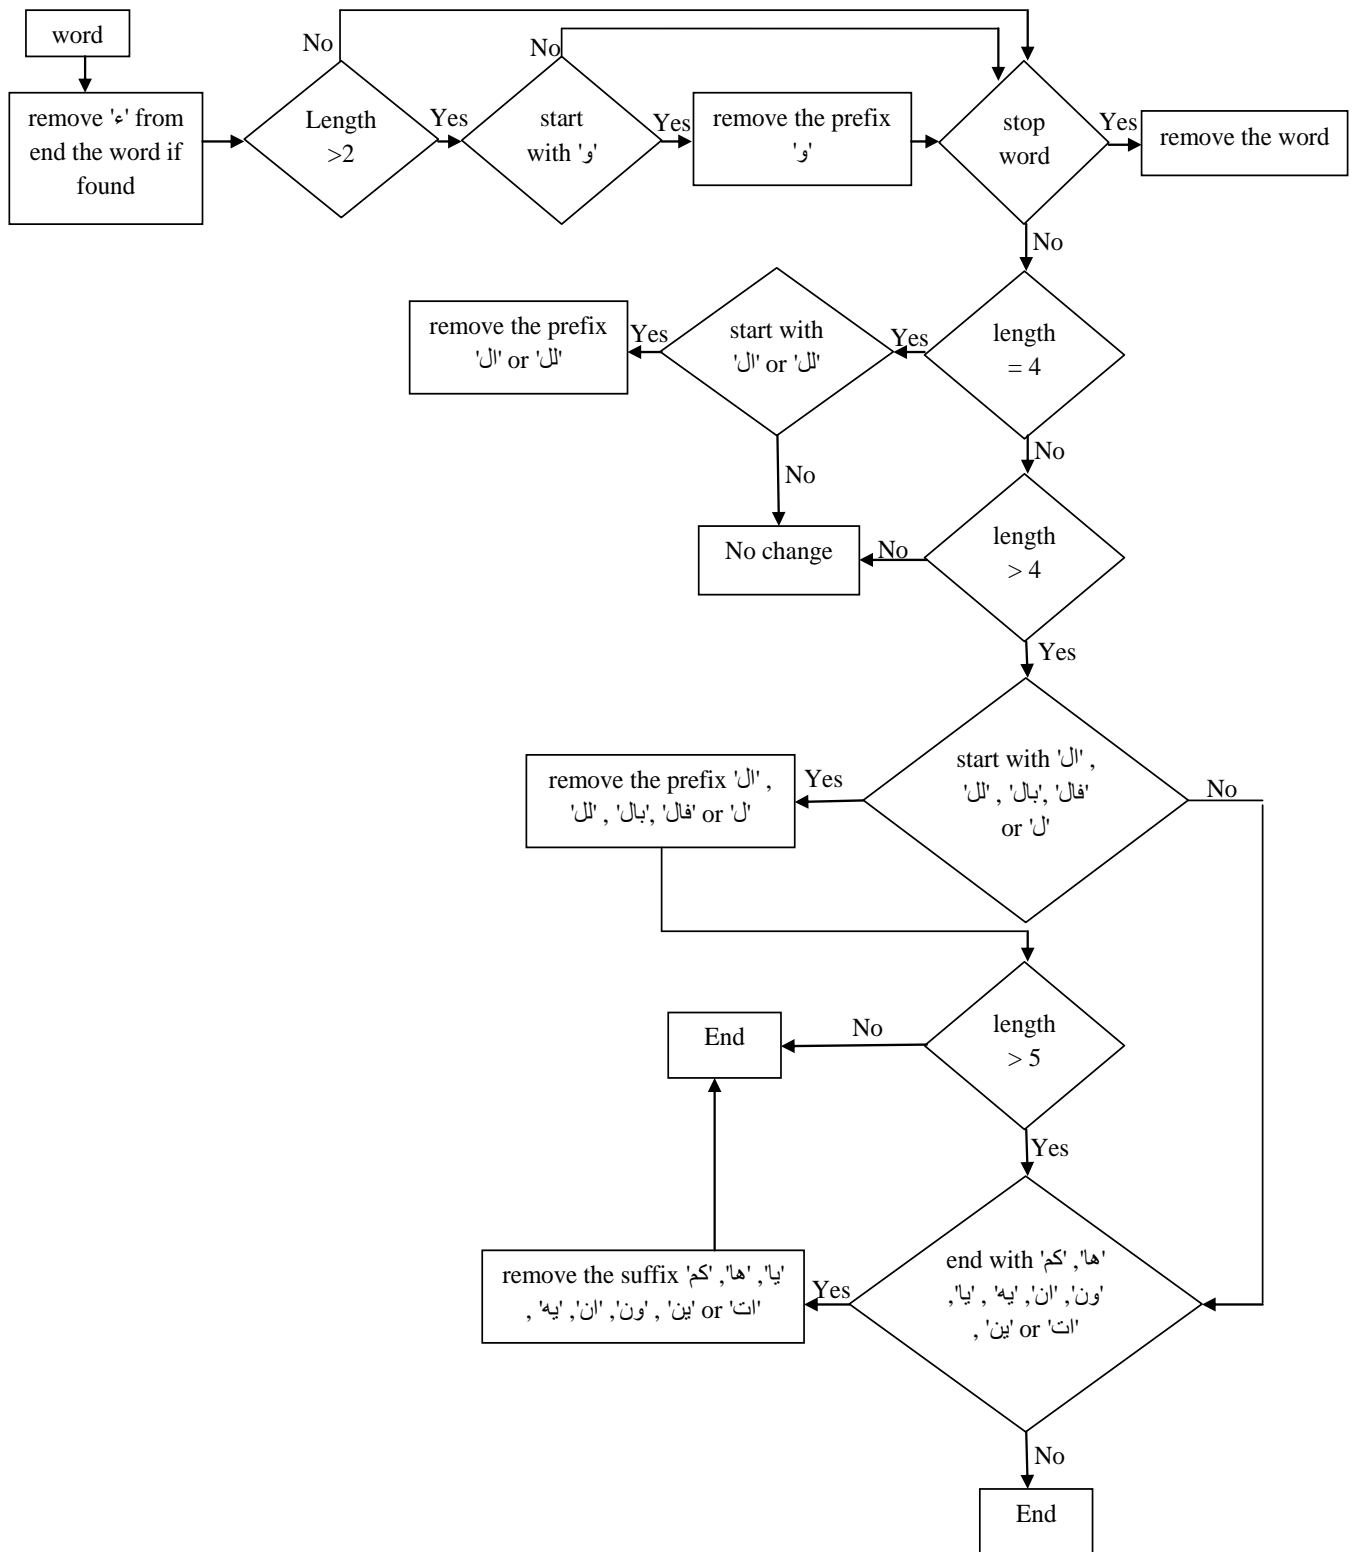 word
remove 'ء' from
end the word if
found
No
Length
>2
Yes
No
start
with 'و'
Yes
remove the prefix
'و'
stop
word
Yes
remove the word
No
length
= 4
Yes
start with
'ال' or 'لل'
Yes
remove the prefix
'ال' or 'لل'
No
No
length
> 4
No
No change
Yes
start with 'ال' ,
'لل' , 'بال', 'فال'
or 'ل'
Yes
No
remove the prefix 'ال' ,
'لل' , 'بال', 'فال' or 'ل'
length
> 5
No
End
Yes
end with 'كم', 'ها'
,'يا' , 'يه' ,'ان' ,'ون'
, 'ين' or 'ات'
Yes
remove the suffix 'كم', 'ها', 'يا'
, 'يه', 'ان', 'ون' , 'ين' or 'ات'
No
End